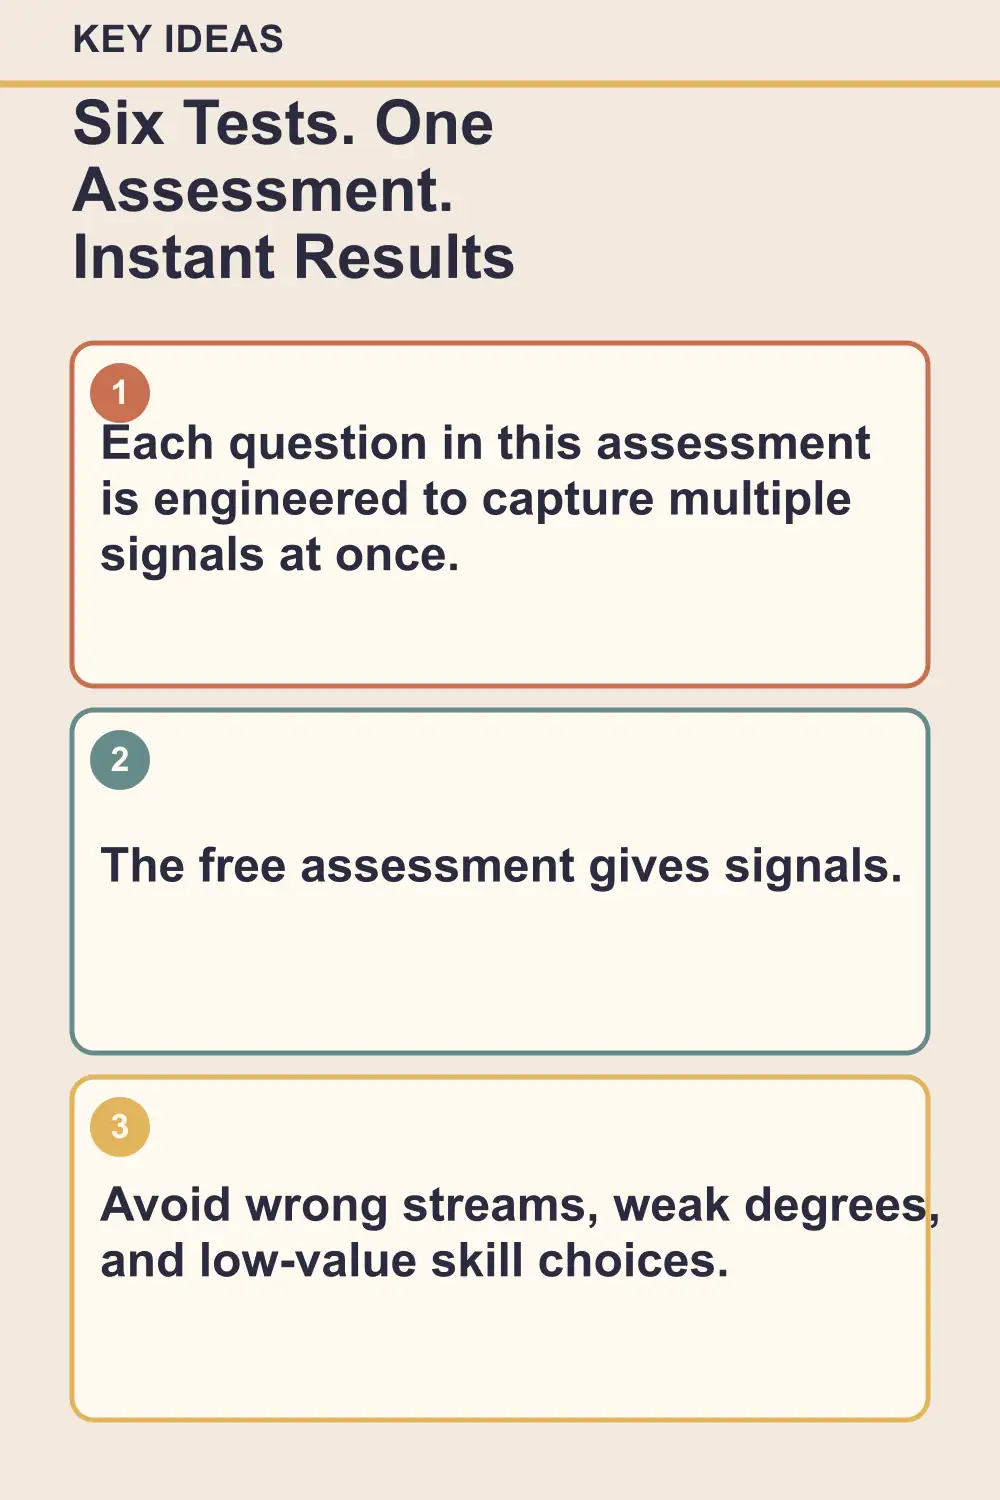 KEY IDEAS
Six Tests. One
Assessment.
Instant Results
1
Each question in this assessment
is engineered to capture multiple
signals at once.
2
The free assessment gives signals.
3
Avoid wrong streams, weak degrees,
and low-value skill choices.